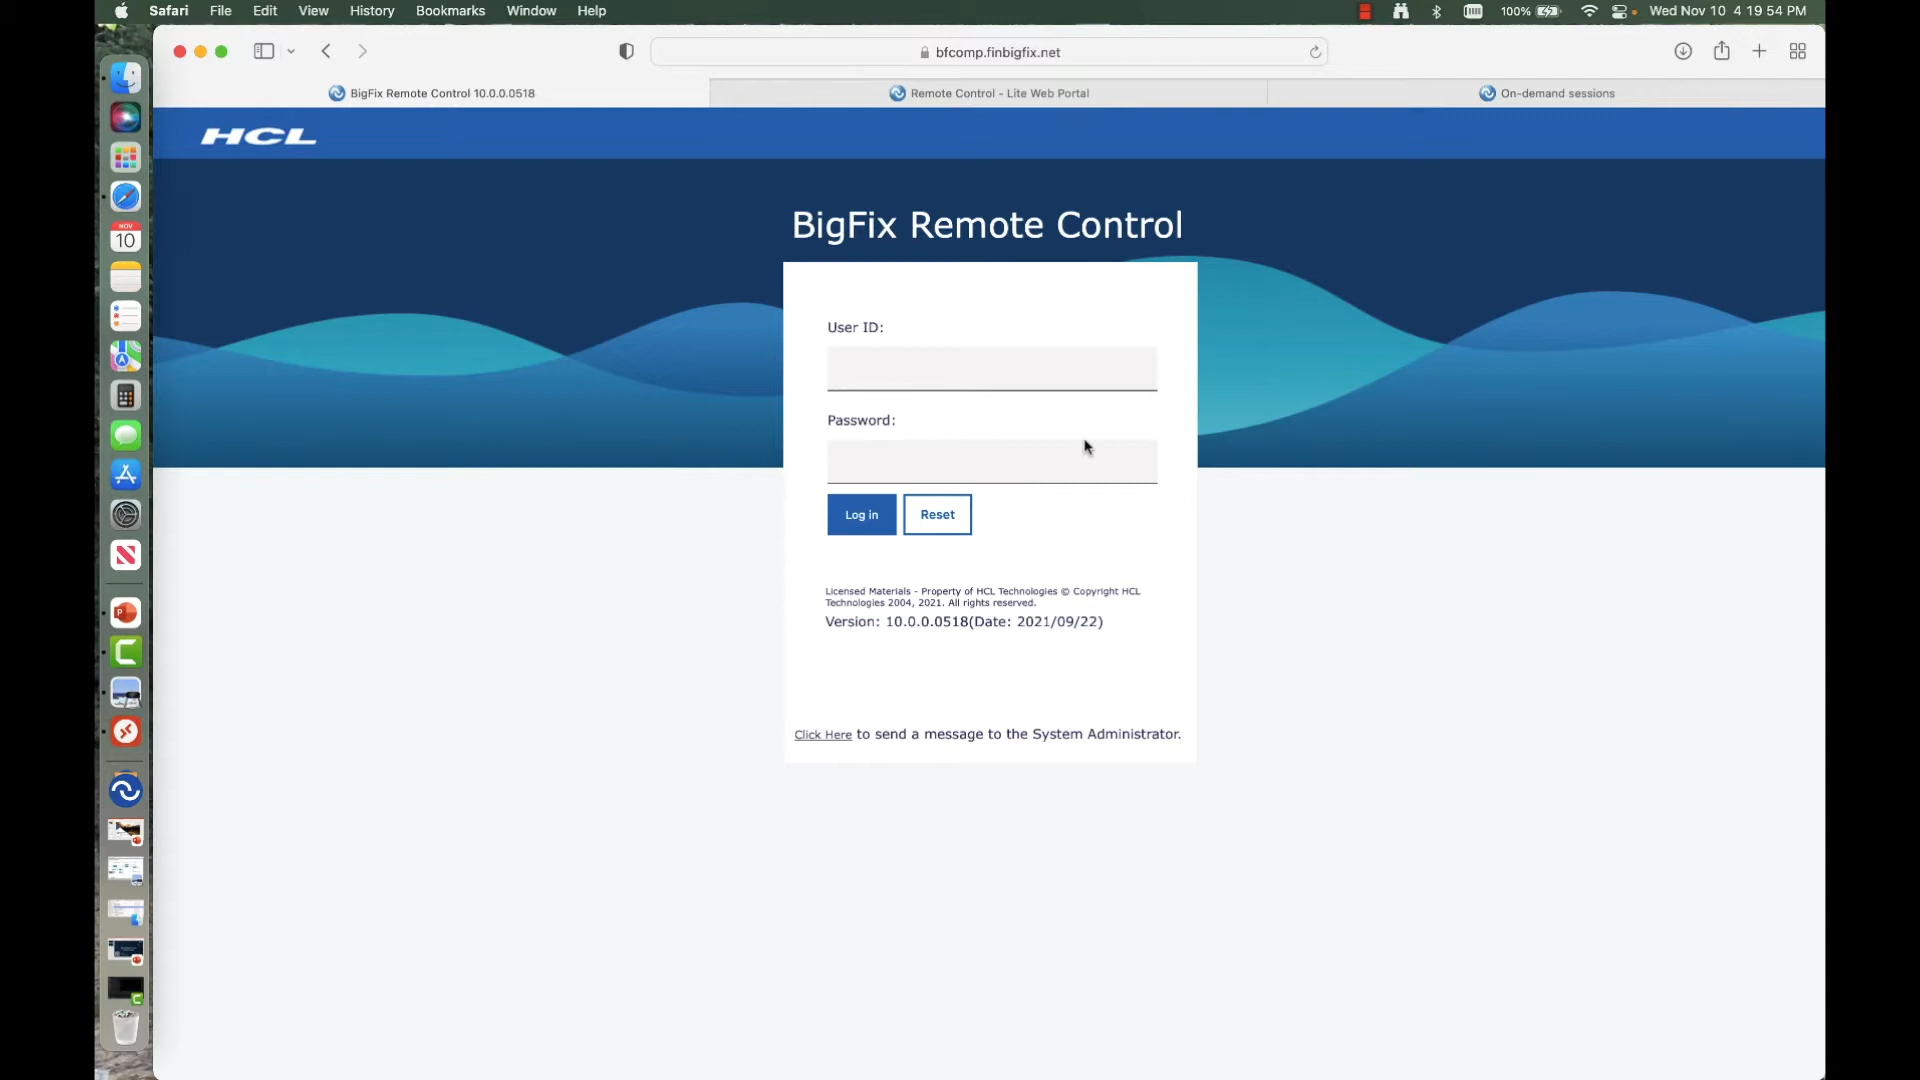 Safari File Edit View History Bookmarks Window Help 100% Wed Nov 10 4 19 54 PM
bfcomp.finbigfix.net
BigFix Remote Control 10.0.0.0518 Remote Control - Lite Web Portal On-demand sessions
HCL
NOV
10
BigFix Remote Control
User ID:
Password:
Log in Reset
Licensed Materials - Property of HCL Technologies © Copyright HCL
Technologies 2004, 2021. All rights reserved.
Version: 10.0.0.0518(Date: 2021/09/22)
Click Here to send a message to the System Administrator.